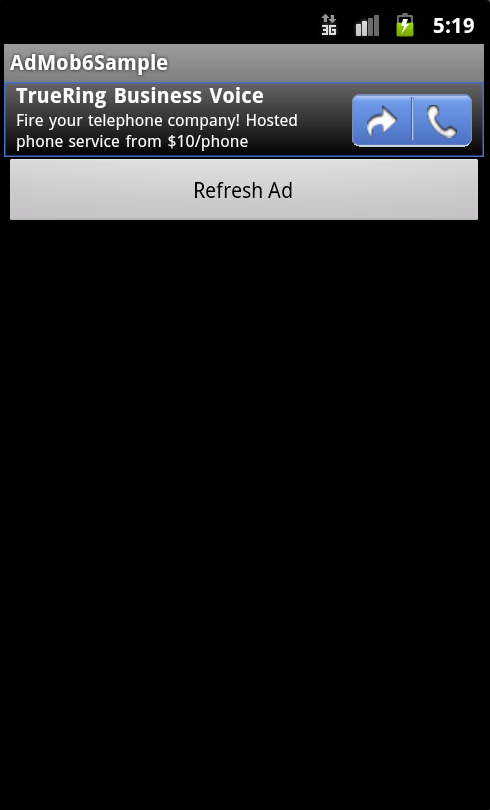 3G 5:19
AdMob6Sample
TrueRing Business Voice
Fire your telephone company! Hosted
phone service from $10/phone
Refresh Ad